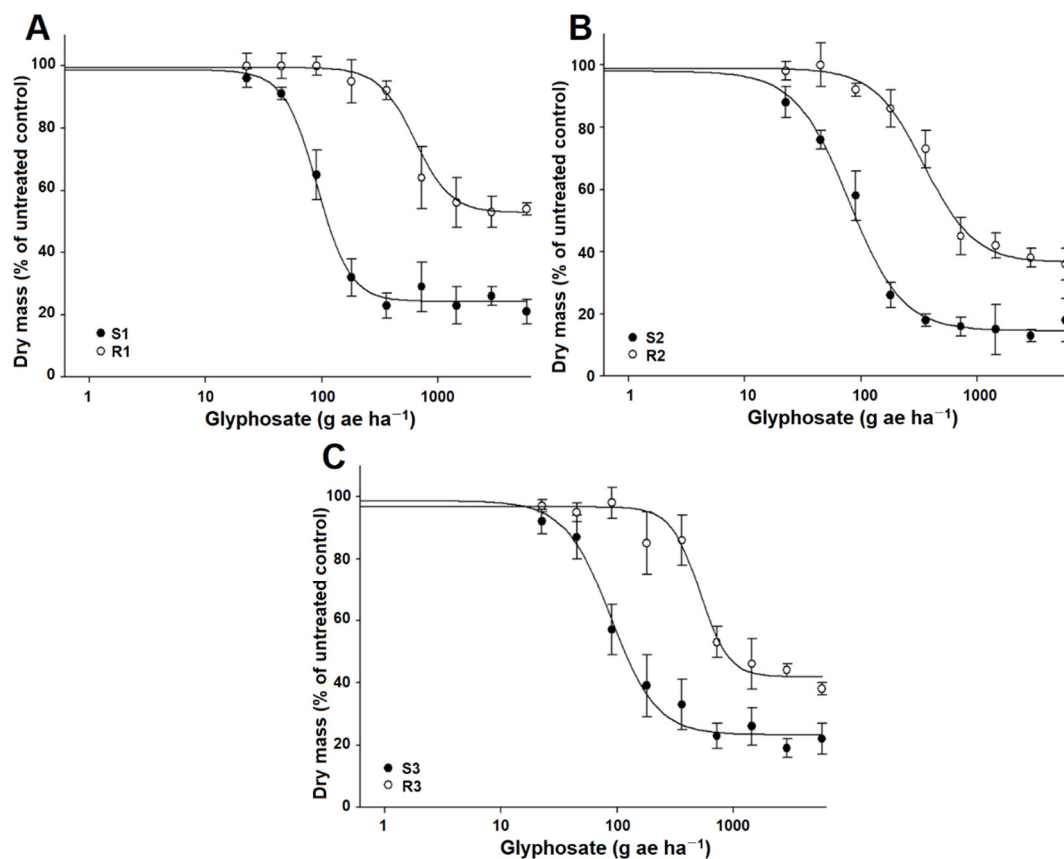 A
Dry mass (% of untreated control)
100
80
60
40
20
0
S1
R1
1
10
100
1000
Glyphosate (g ae ha⁻¹)
B
Dry mass (% of untreated control)
100
80
60
40
20
0
S2
R2
1
10
100
1000
Glyphosate (g ae ha⁻¹)
C
Dry mass (% of untreated control)
100
80
60
40
20
0
S3
R3
1
10
100
1000
Glyphosate (g ae ha⁻¹)